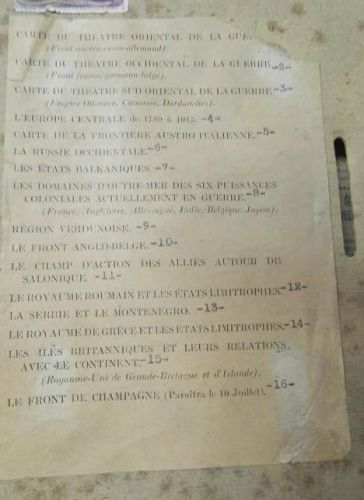 CARTE DU THEATRE ORIENTAL DE LA GUE
(Front austro-russo-allemand).
CARTE DU THEATRE OCCIDENTAL DE LA GUERRE-2-
(Front franco-germano-belge).
CARTE DU THEATRE SUD ORIENTAL DE LA GUERRE.-3-
(Empire Ottoman, Caucase, Dardanelles).
L'EUROPE CENTRALE de 1789 à 1915. -4-
CARTE DE LA FRONTIÈRE AUSTRO-ITALIENNE.-5-
LA RUSSIE OCCIDENTALE.-6-
LES ÉTATS BALKANIQUES. -7-
LES DOMAINES D'OUTRE-MER DES SIX PUISSANCES
COLONIALES ACTUELLEMENT EN GUERRE.-8-
(France, Angleterre, Allemagne, Italie, Belgique, Japon).
RÉGION VERDUNOISE. -9-
LE FRONT ANGLO-BELGE. -10-
LE CHAMP D'ACTION DES ALLIÉS AUTOUR DE
SALONIQUE. -11-
LE ROYAUME ROUMAIN ET LES ÉTATS LIMITROPHES.-12-
LA SERBIE ET LE MONTENEGRO. -13-
LE ROYAUME DE GRÈCE ET LES ETATS LIMITROPHES.-14-
LES ILES BRITANNIQUES ET LEURS RELATIONS
AVEC LE CONTINENT.-15-
(Royaume-Uni de Grande-Bretagne et d'Irlande).
LE FRONT DE CHAMPAGNE (Paraîtra le 10 Juillet). -16-